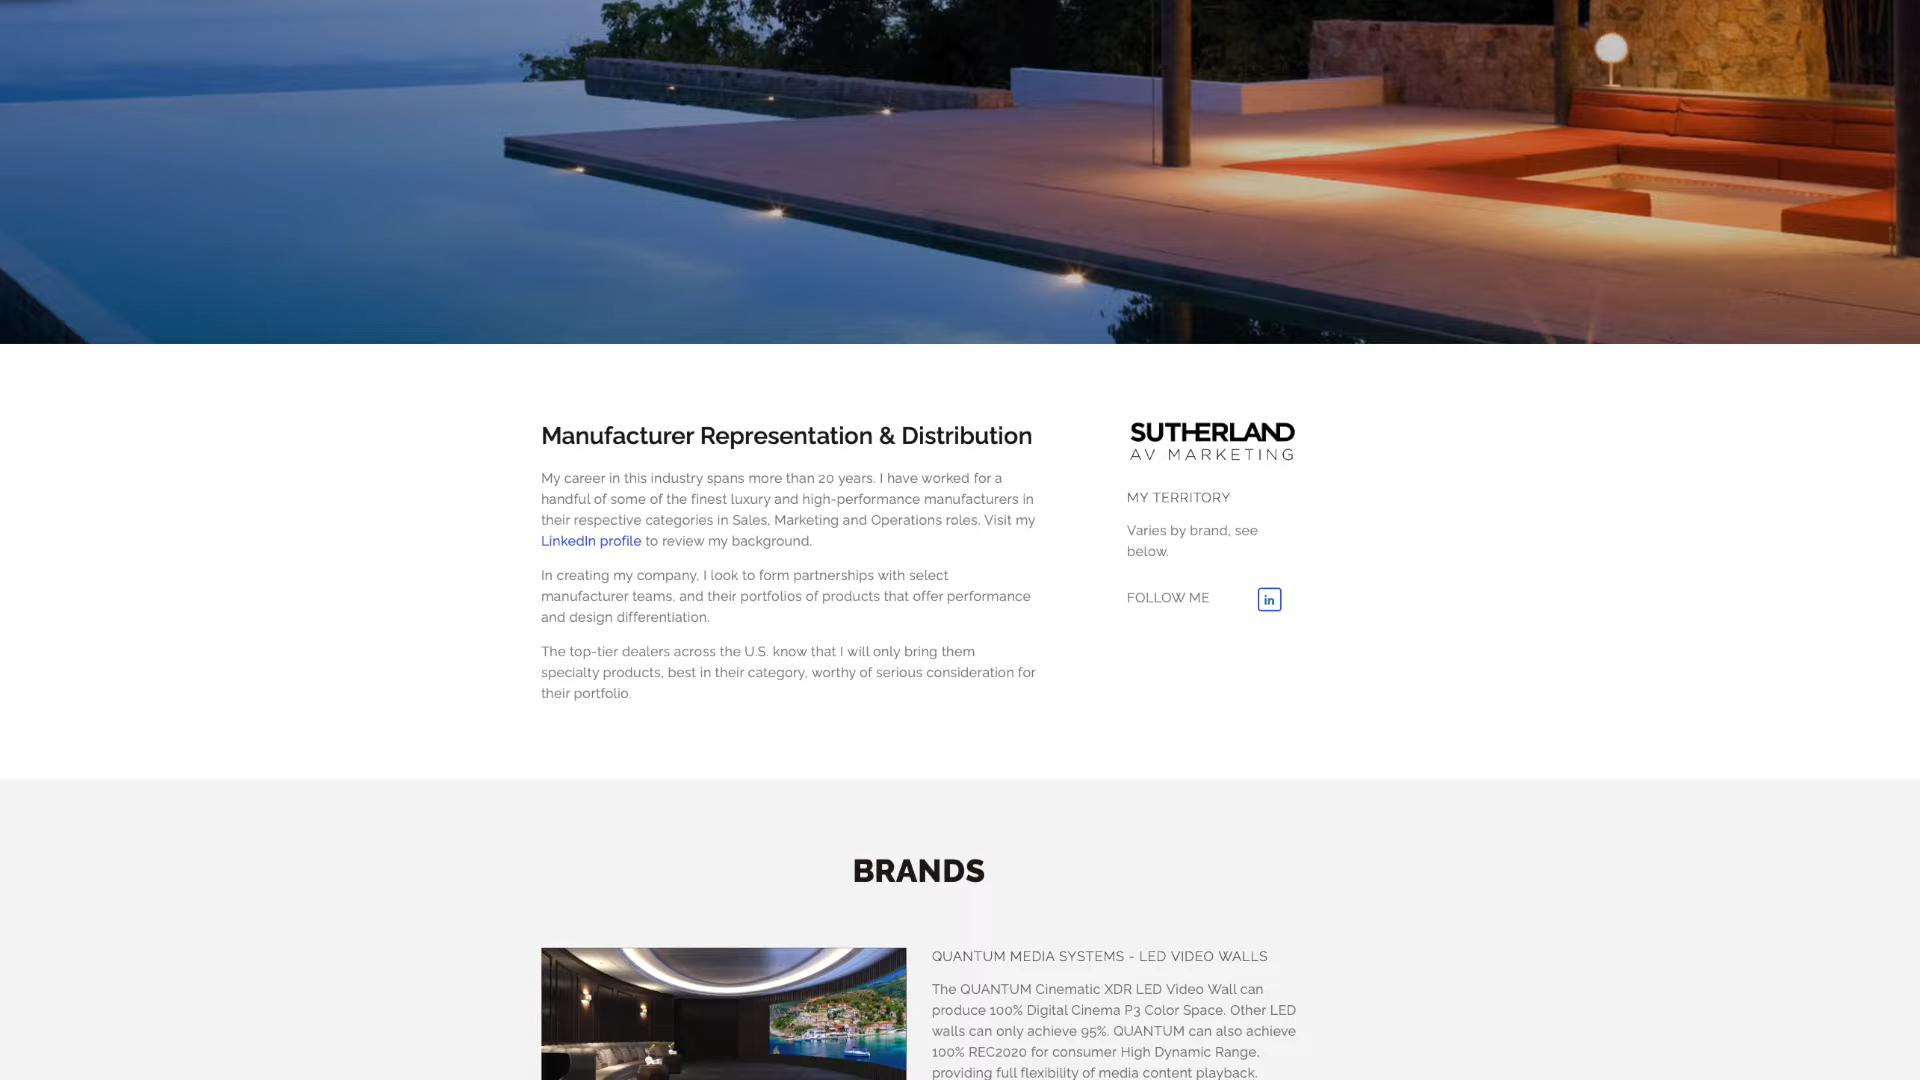 Manufacturer Representation & Distribution
My career in this industry spans more than 20 years. I have worked for a
handful of some of the finest luxury and high-performance manufacturers in
their respective categories in Sales, Marketing and Operations roles. Visit my
LinkedIn profile to review my background.
In creating my company, I look to form partnerships with select
manufacturer teams, and their portfolios of products that offer performance
and design differentiation.
The top-tier dealers across the U.S. know that I will only bring them
specialty products, best in their category, worthy of serious consideration for
their portfolio.
SUTHERLAND
AV MARKETING
MY TERRITORY
Varies by brand, see
below.
FOLLOW ME
in
BRANDS
QUANTUM MEDIA SYSTEMS - LED VIDEO WALLS
The QUANTUM Cinematic XDR LED Video Wall can
produce 100% Digital Cinema P3 Color Space. Other LED
walls can only achieve 95%. QUANTUM can also achieve
100% REC2020 for consumer High Dynamic Range,
providing full flexibility of media content playback.